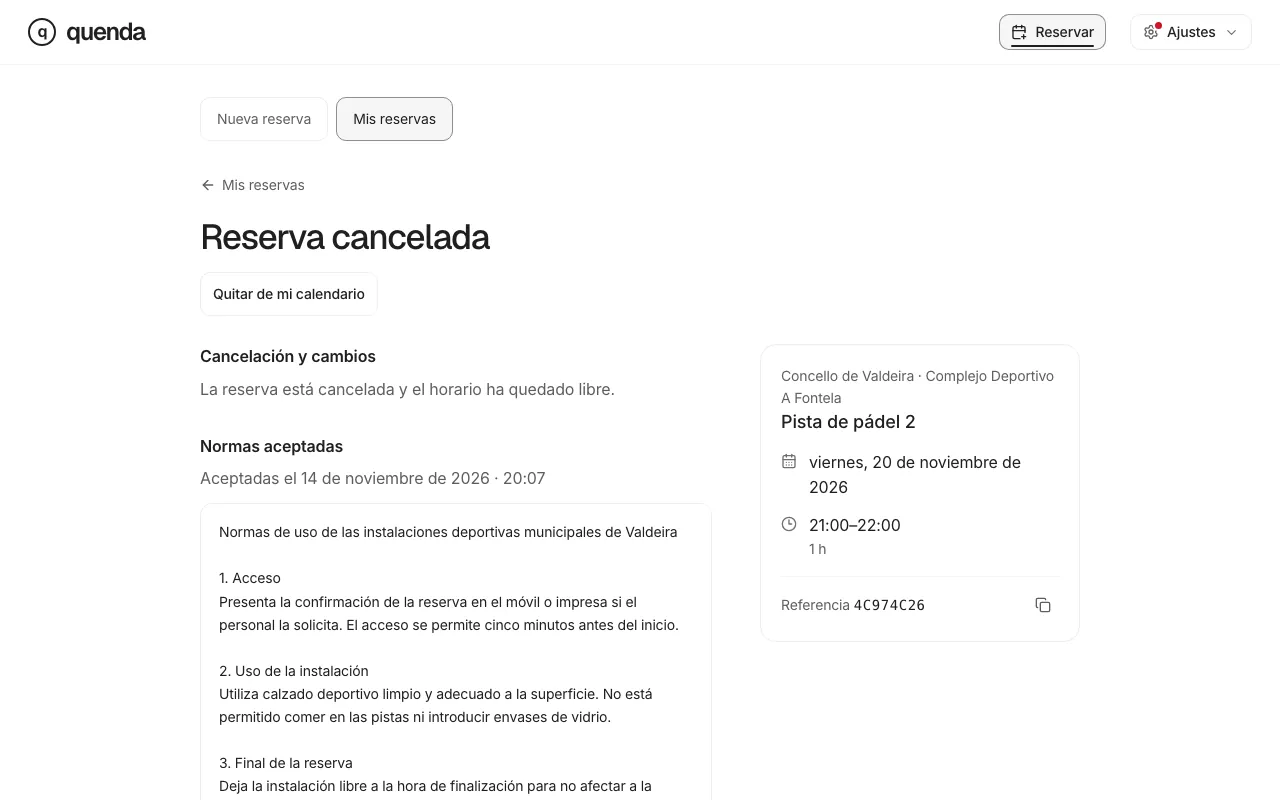 q quenda
Reservar
Ajustes
Nueva reserva
Mis reservas
Mis reservas
Reserva cancelada
Quitar de mi calendario
Cancelación y cambios
La reserva está cancelada y el horario ha quedado libre.
Normas aceptadas
Aceptadas el 14 de noviembre de 2026 · 20:07
Normas de uso de las instalaciones deportivas municipales de Valdeira
1. Acceso
Presenta la confirmación de la reserva en el móvil o impresa si el
personal la solicita. El acceso se permite cinco minutos antes del inicio.
2. Uso de la instalación
Utiliza calzado deportivo limpio y adecuado a la superficie. No está
permitido comer en las pistas ni introducir envases de vidrio.
3. Final de la reserva
Deja la instalación libre a la hora de finalización para no afectar a la
Concello de Valdeira · Complejo Deportivo
A Fontela
Pista de pádel 2
viernes, 20 de noviembre de
2026
21:00–22:00
1 h
Referencia 4C974C26